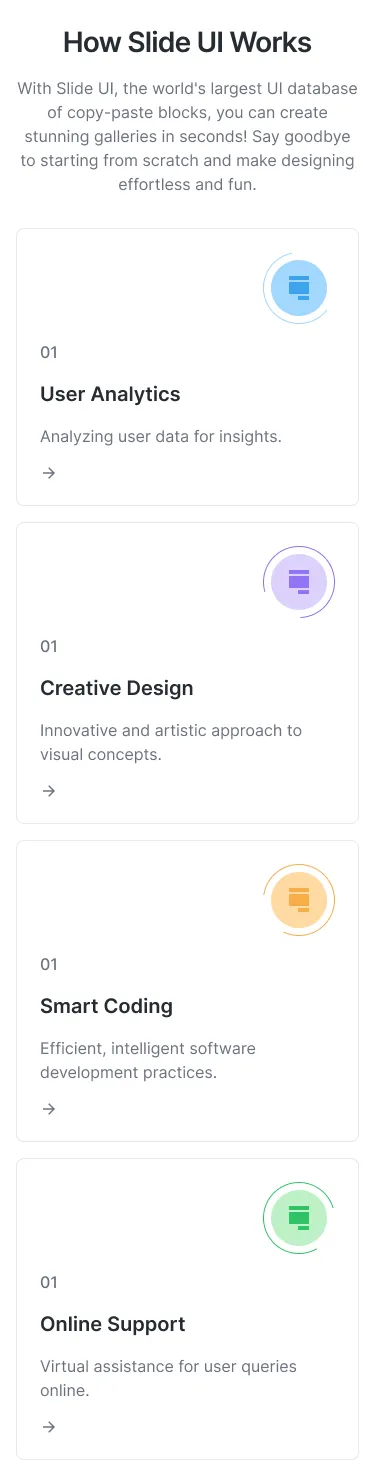 How Slide UI Works
With Slide UI, the world's largest UI database
of copy-paste blocks, you can create
stunning galleries in seconds! Say goodbye
to starting from scratch and make designing
effortless and fun.
01
User Analytics
Analyzing user data for insights.
01
Creative Design
Innovative and artistic approach to
visual concepts.
01
Smart Coding
Efficient, intelligent software
development practices.
01
Online Support
Virtual assistance for user queries
online.